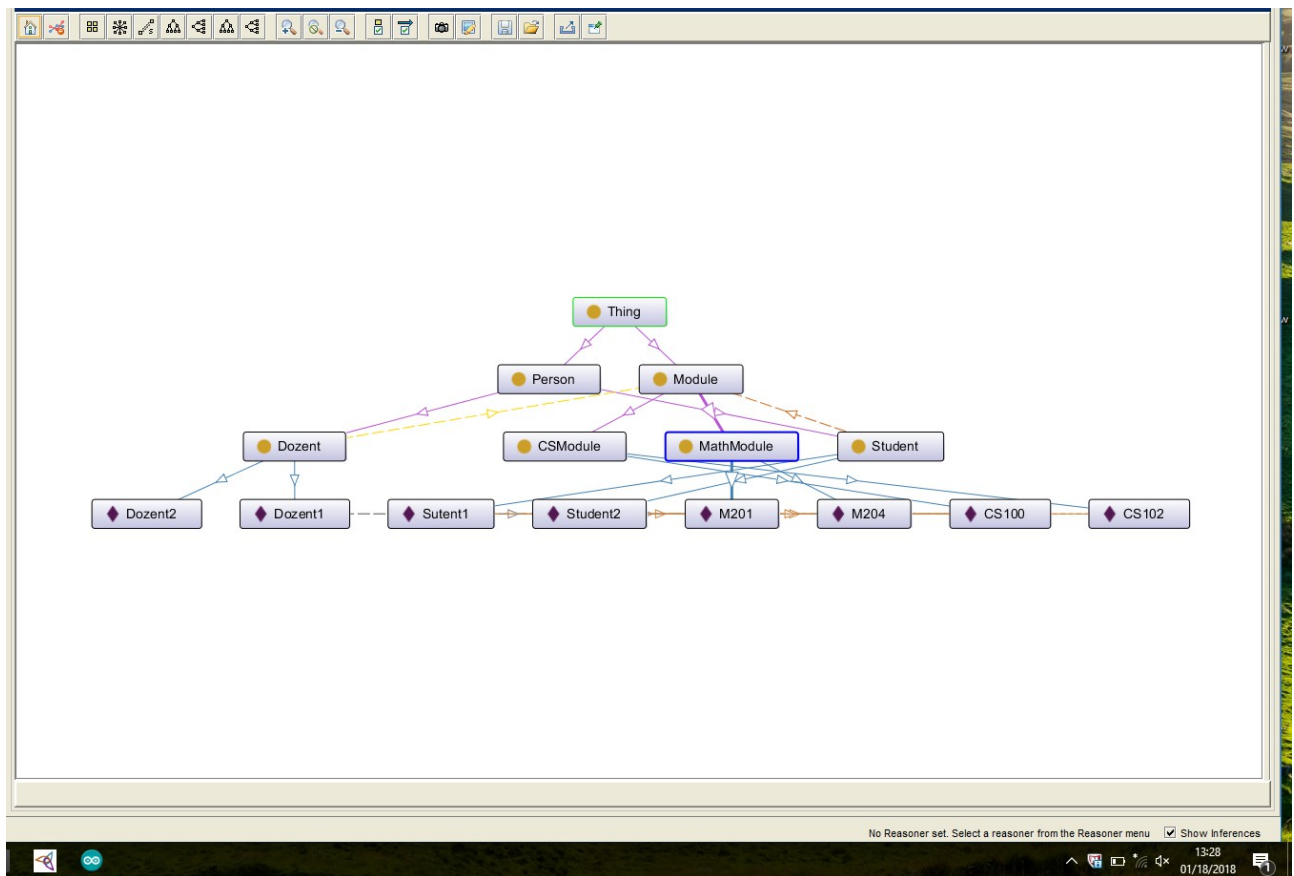 Thing
Person Module
Dozent CSModule MathModule Student
Dozent2 Dozent1 Sutent1 Student2 M201 M204 CS100 CS102
No Reasoner set. Select a reasoner from the Reasoner menu Show Inferences
13:28
01/18/2018